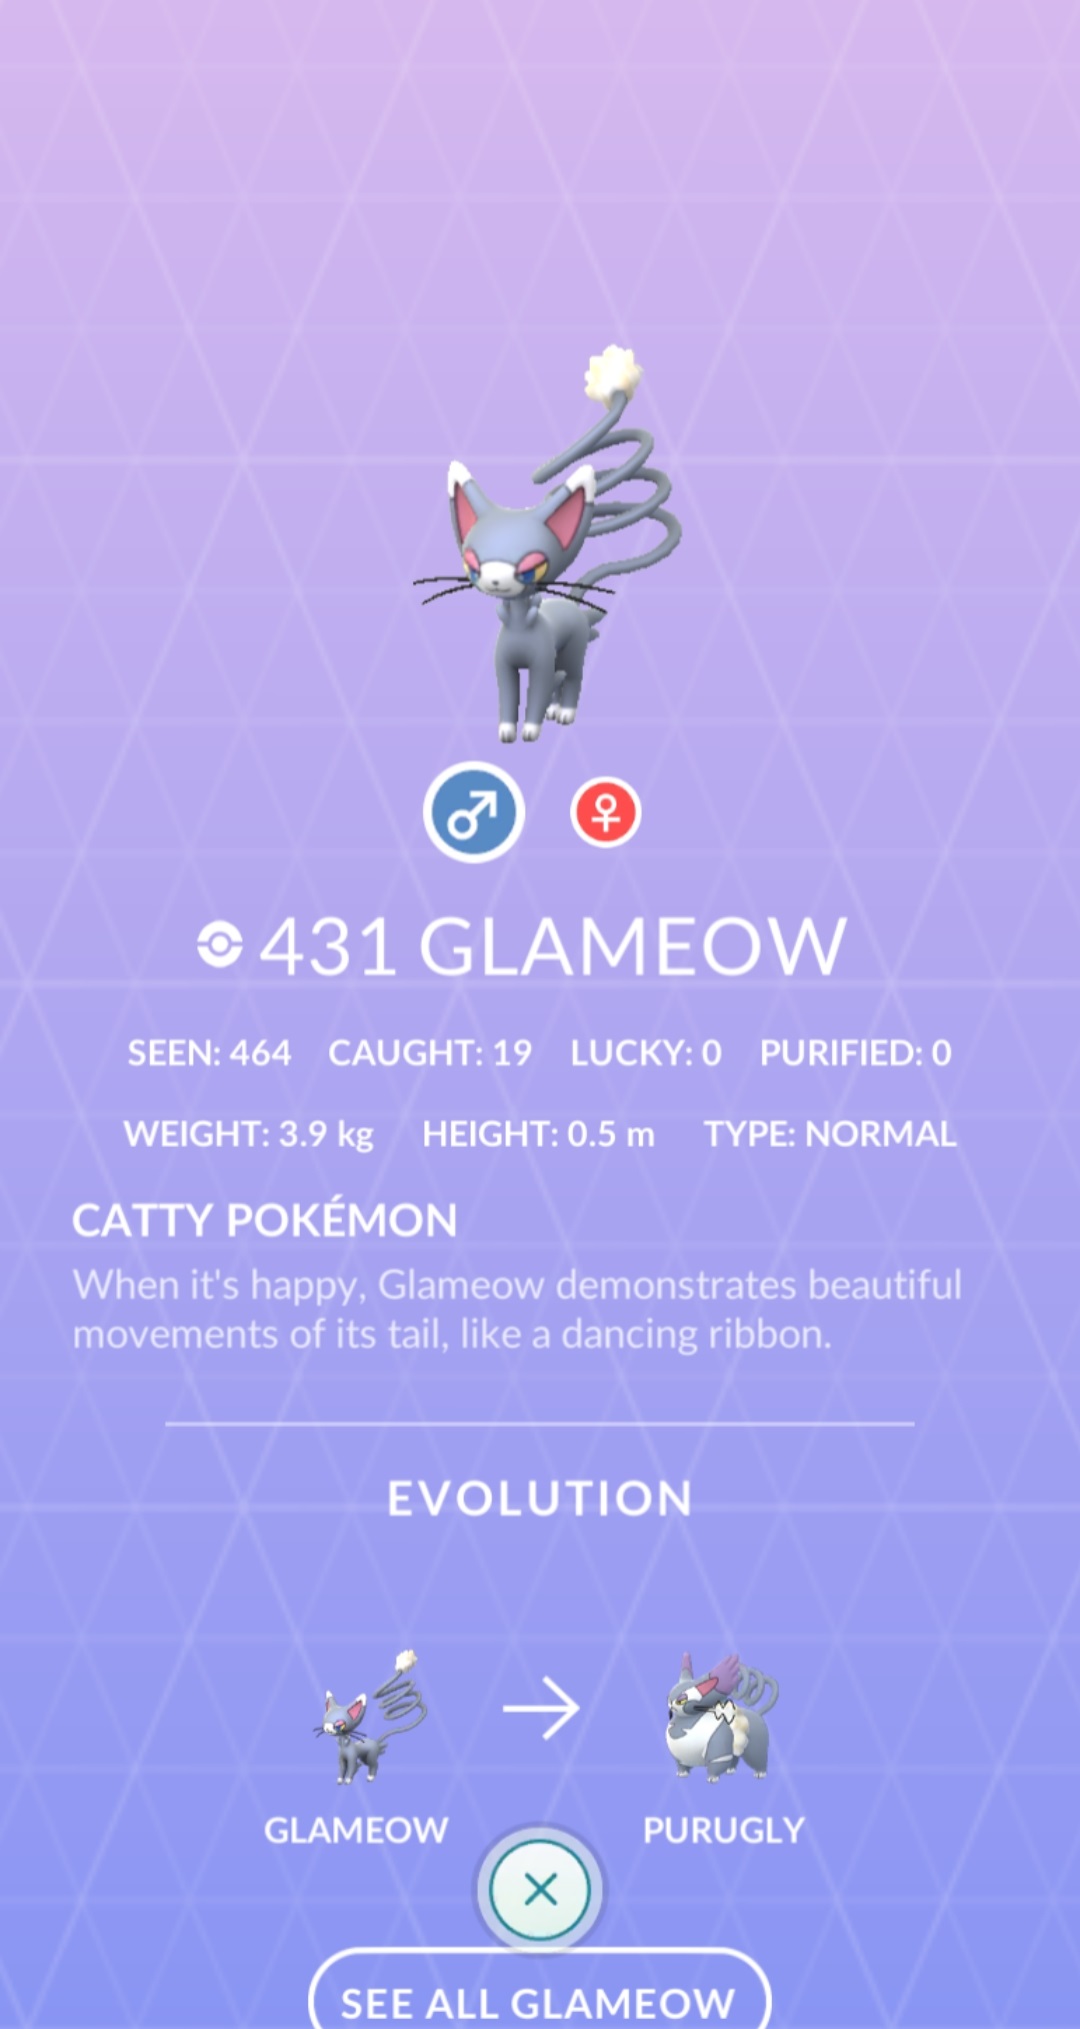 431 GLAMEOW
SEEN: 464 CAUGHT: 19 LUCKY: 0 PURIFIED: 0
WEIGHT: 3.9 kg HEIGHT: 0.5 m TYPE: NORMAL
CATTY POKÉMON
When it's happy, Glameow demonstrates beautiful
movements of its tail, like a dancing ribbon.
EVOLUTION
GLAMEOW PURUGLY
SEE ALL GLAMEOW